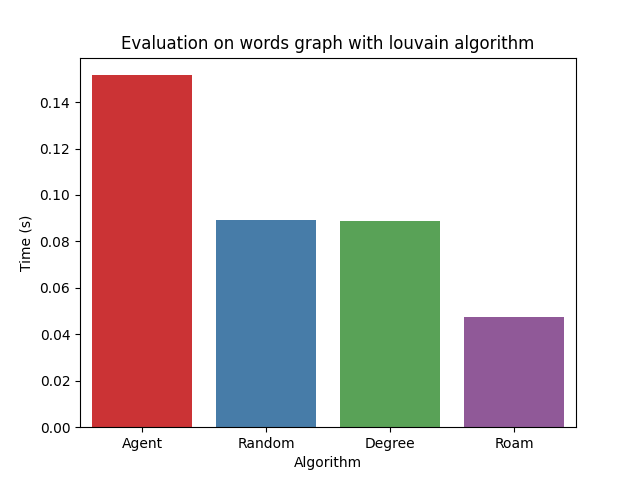 Evaluation on words graph with louvain algorithm
Time (s)
0.14
0.12
0.10
0.08
0.06
0.04
0.02
0.00
Agent Random Degree Roam
Algorithm